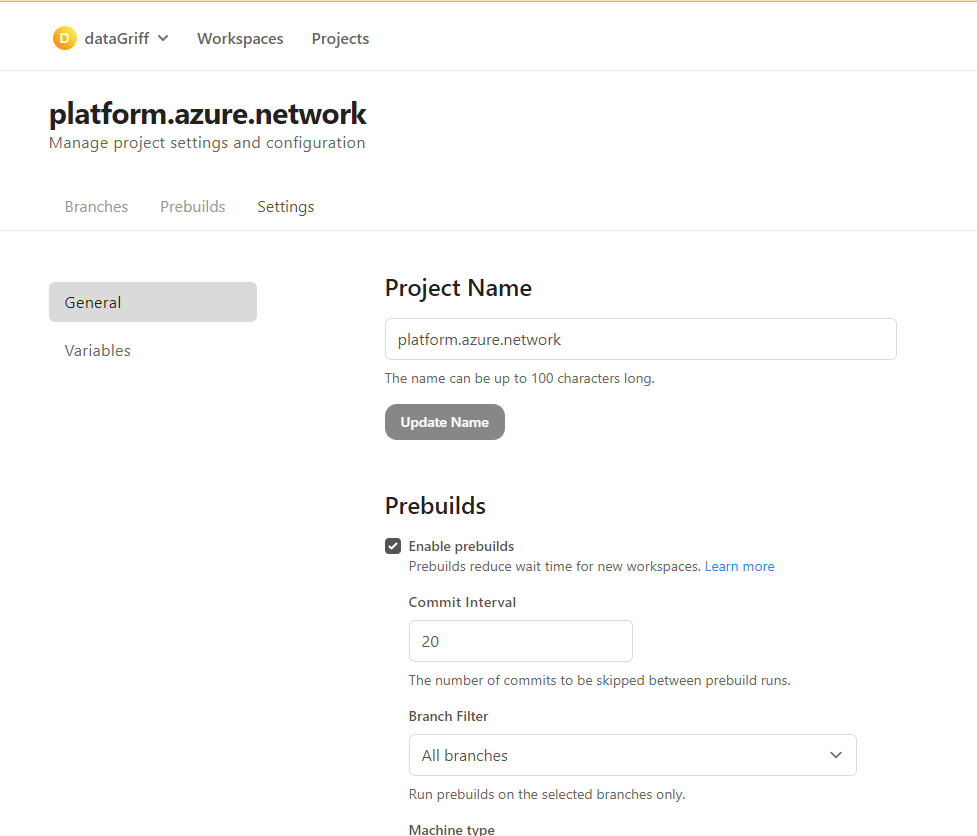 D dataGriff Workspaces Projects
platform.azure.network
Manage project settings and configuration
Branches Prebuilds Settings
General
Variables
Project Name
platform.azure.network
The name can be up to 100 characters long.
Update Name
Prebuilds
Enable prebuilds
Prebuilds reduce wait time for new workspaces. Learn more
Commit Interval
20
The number of commits to be skipped between prebuild runs.
Branch Filter
All branches
Run prebuilds on the selected branches only.
Machine type